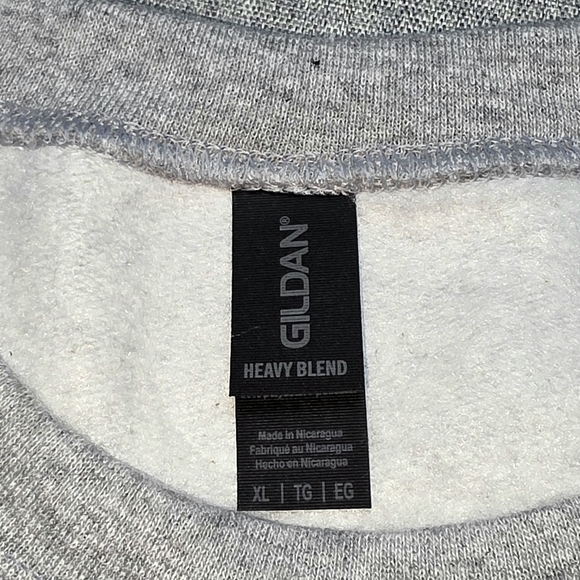 GILDAN®
HEAVY BLEND
Made in Nicaragua
Fabriqué au Nicaragua
Hecho en Nicaragua
XL | TG | EG